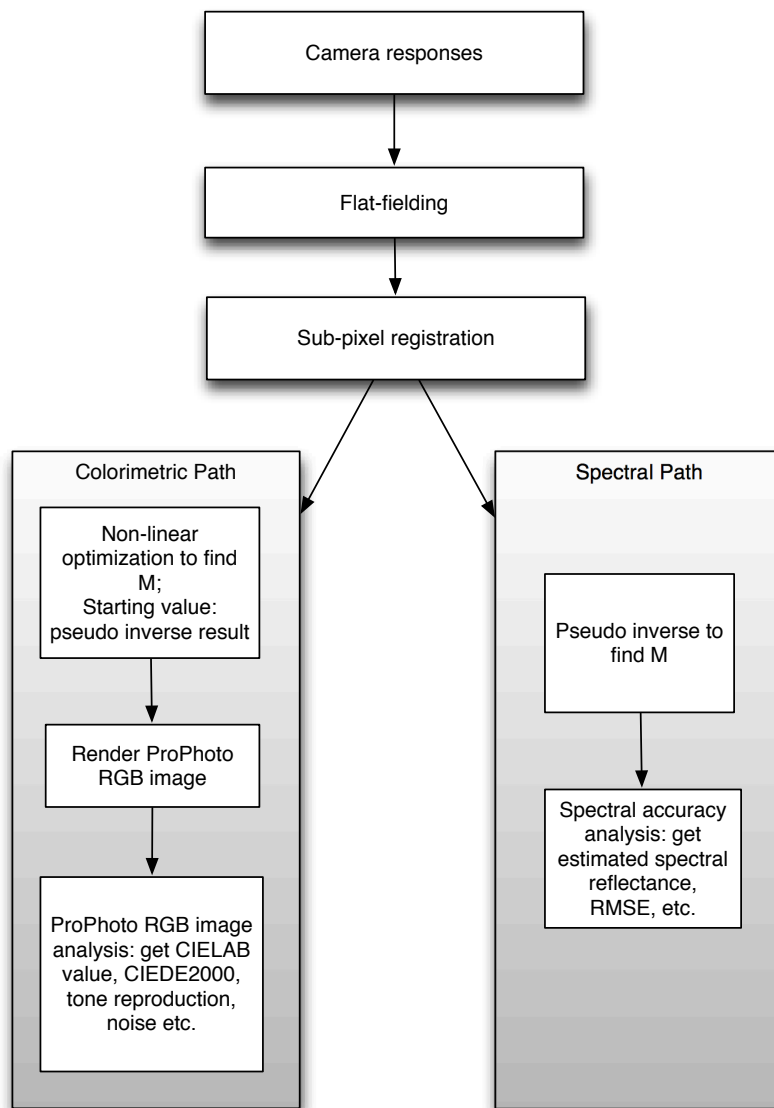 Camera responses
Flat-fielding
Sub-pixel registration
Colorimetric Path
Non-linear
optimization to find
M;
Starting value:
pseudo inverse result
Render ProPhoto
RGB image
ProPhoto RGB image
analysis: get CIELAB
value, CIEDE2000,
tone reproduction,
noise etc.
Spectral Path
Pseudo inverse to
find M
Spectral accuracy
analysis: get
estimated spectral
reflectance,
RMSE, etc.